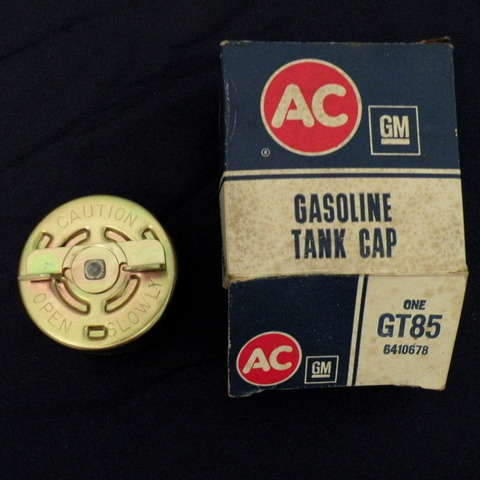 CAUTION
OPEN SLOWLY
AC
GM
®
GASOLINE
TANK CAP
ONE
GT85
6410678
AC
GM